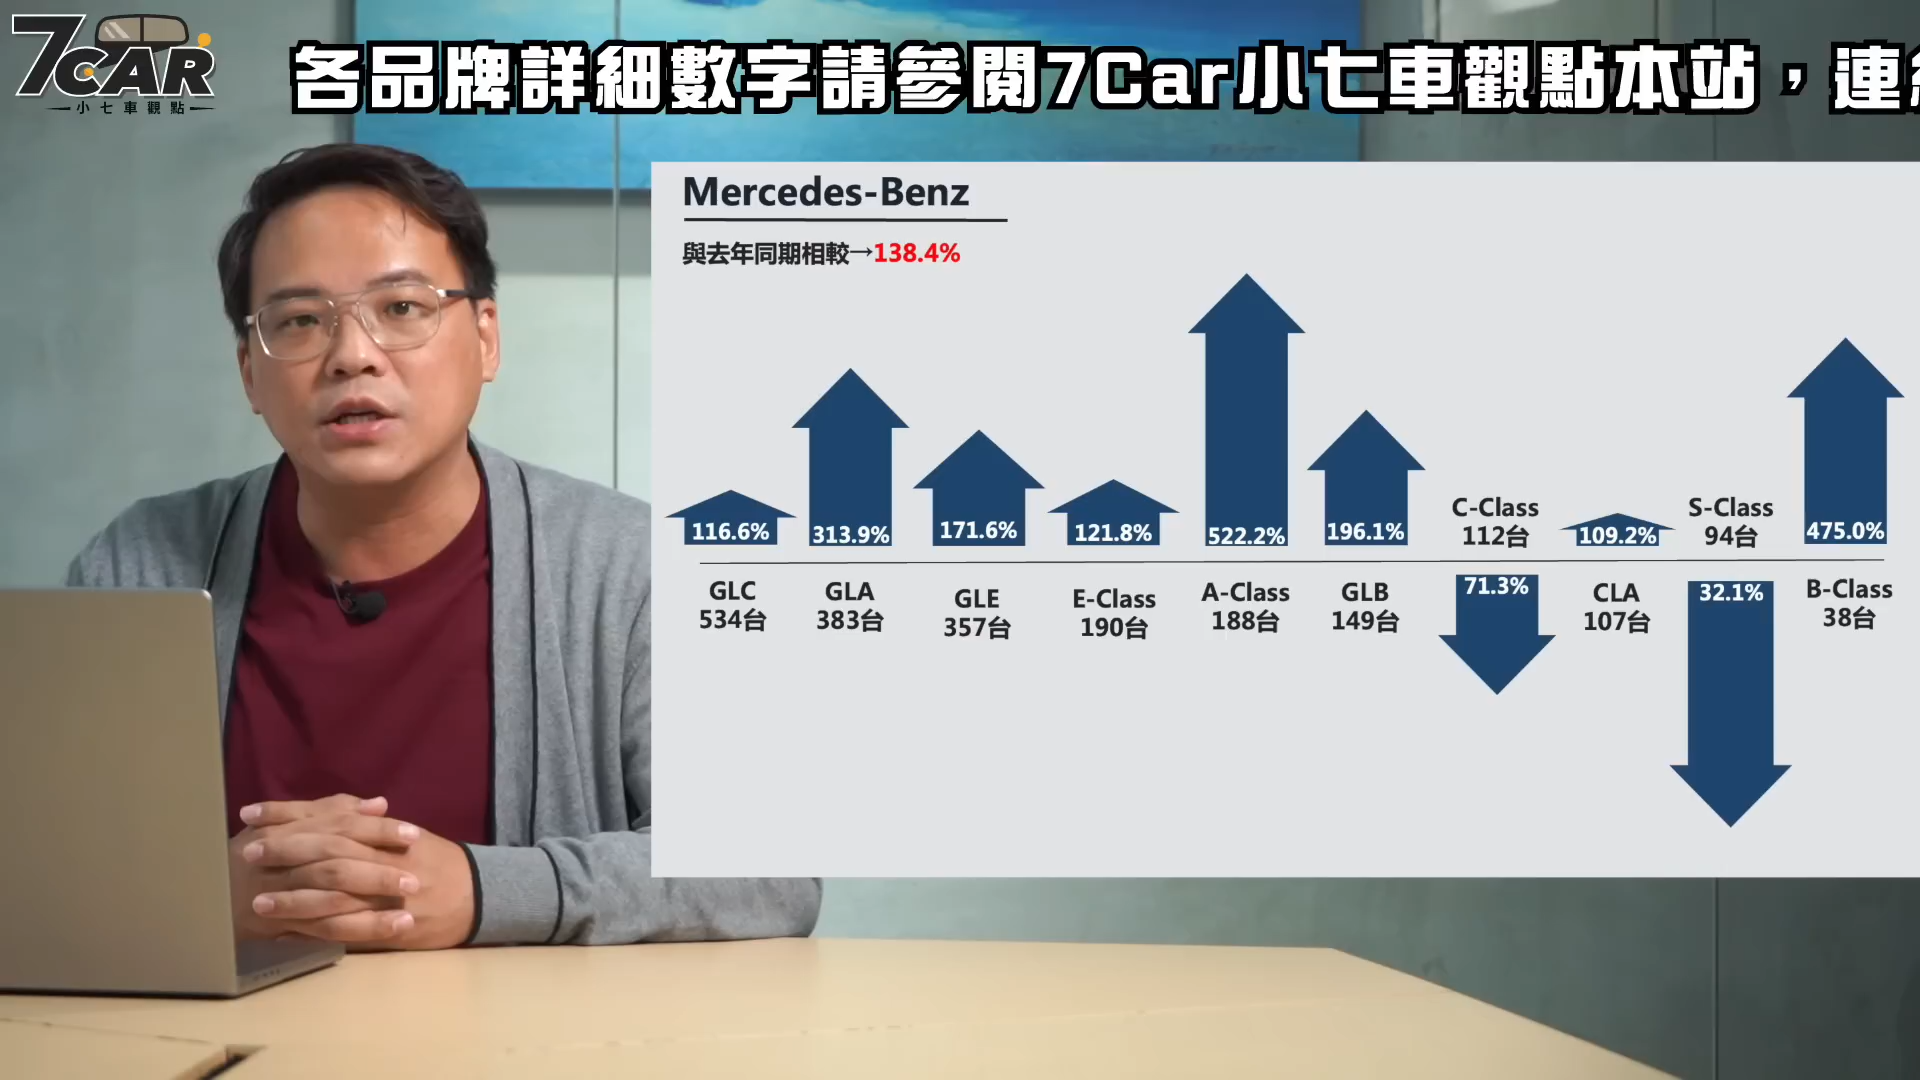 7CAR
小七車觀點
各品牌詳細數字請參閱7Car小七車觀點本站，連
Mercedes-Benz
與去年同期相較→138.4%
116.6%
313.9%
171.6%
121.8%
522.2%
196.1%
C-Class
112台
109.2%
S-Class
94台
475.0%
GLC
534台
GLA
383台
GLE
357台
E-Class
190台
A-Class
188台
GLB
149台
71.3%
CLA
107台
32.1%
B-Class
38台